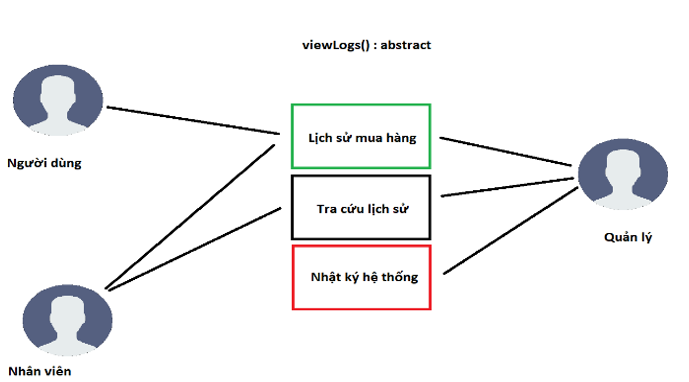 viewLogs() : abstract
Lịch sử mua hàng
Người dùng
Tra cứu lịch sử
Quản lý
Nhật ký hệ thống
Nhân viên